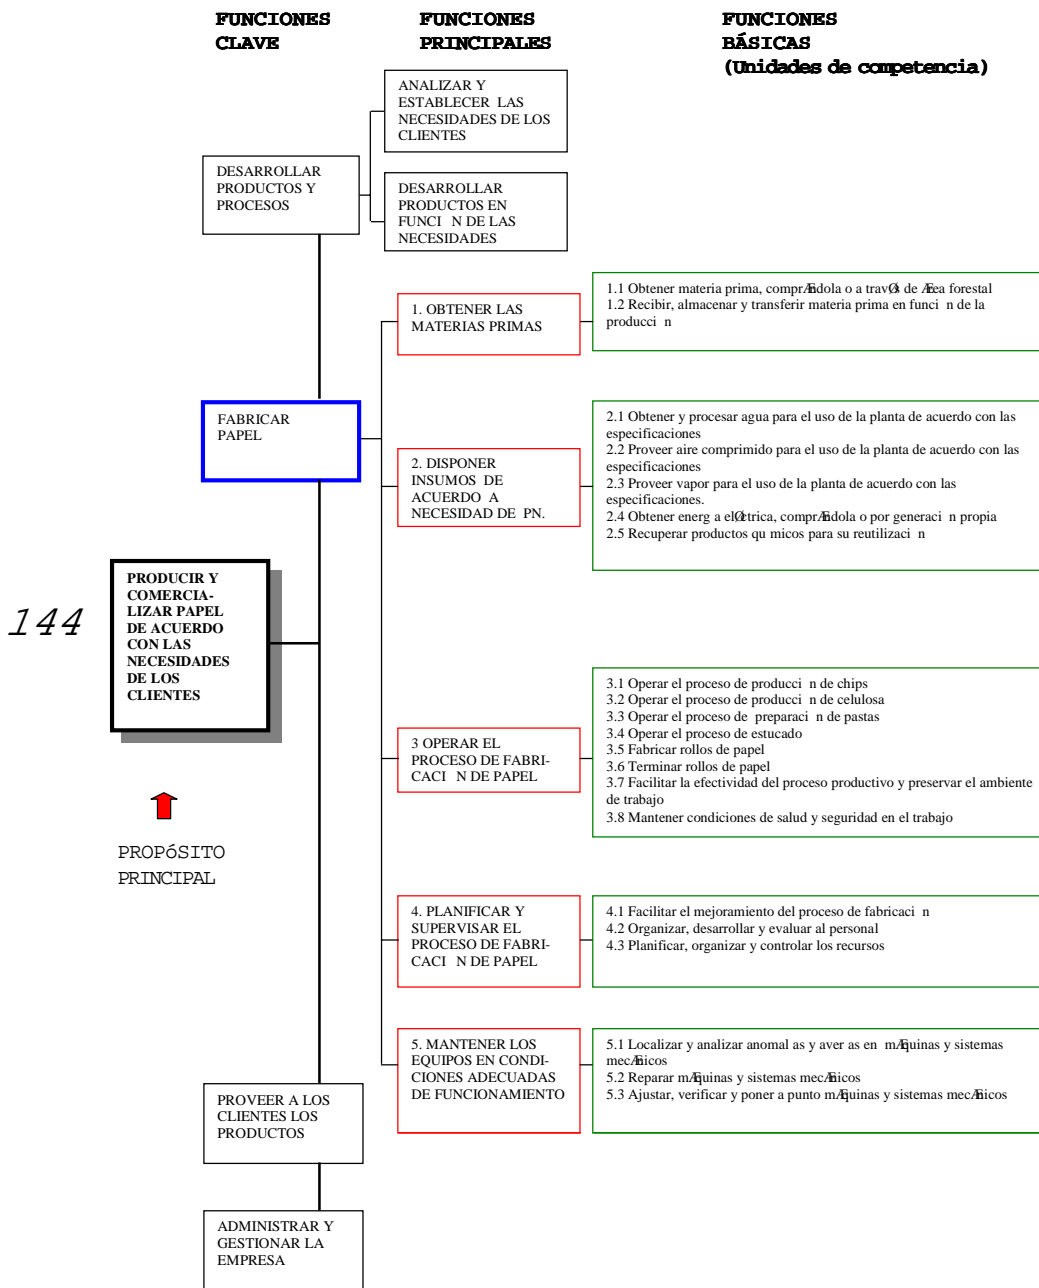 FUNCIONES
CLAVE
FUNCIONES
PRINCIPALES
FUNCIONES
BÁSICAS
(Unidades de competencia)
ANALIZAR Y
ESTABLECER LAS
NECESIDADES DE LOS
CLIENTES
DESARROLLAR
PRODUCTOS Y
PROCESOS
DESARROLLAR
PRODUCTOS EN
FUNCI N DE LAS
NECESIDADES
1. OBTENER LAS
MATERIAS PRIMAS
1.1 Obtener materia prima, comprÆndola o a travØs de Ærea forestal
1.2 Recibir, almacenar y transferir materia prima en funci n de la
producci n
FABRICAR
PAPEL
2. DISPONER
INSUMOS DE
ACUERDO A
NECESIDAD DE PN.
2.1 Obtener y procesar agua para el uso de la planta de acuerdo con las
especificaciones
2.2 Proveer aire comprimido para el uso de la planta de acuerdo con las
especificaciones
2.3 Proveer vapor para el uso de la planta de acuerdo con las
especificaciones.
2.4 Obtener energ a elØctrica, comprÆndola o por generaci n propia
2.5 Recuperar productos qu micos para su reutilizaci n
144
PRODUCIR Y
COMERCIA-
LIZAR PAPEL
DE ACUERDO
CON LAS
NECESIDADES
DE LOS
CLIENTES
PROPÓSITO
PRINCIPAL
3 OPERAR EL
PROCESO DE FABRI-
CACI N DE PAPEL
3.1 Operar el proceso de producci n de chips
3.2 Operar el proceso de producci n de celulosa
3.3 Operar el proceso de preparaci n de pastas
3.4 Operar el proceso de estucado
3.5 Fabricar rollos de papel
3.6 Terminar rollos de papel
3.7 Facilitar la efectividad del proceso productivo y preservar el ambiente
de trabajo
3.8 Mantener condiciones de salud y seguridad en el trabajo
4. PLANIFICAR Y
SUPERVISAR EL
PROCESO DE FABRI-
CACI N DE PAPEL
4.1 Facilitar el mejoramiento del proceso de fabricaci n
4.2 Organizar, desarrollar y evaluar al personal
4.3 Planificar, organizar y controlar los recursos
5. MANTENER LOS
EQUIPOS EN CONDI-
CIONES ADECUADAS
DE FUNCIONAMIENTO
5.1 Localizar y analizar anomal as y aver as en mÆquinas y sistemas
mecÆnicos
5.2 Reparar mÆquinas y sistemas mecÆnicos
5.3 Ajustar, verificar y poner a punto mÆquinas y sistemas mecÆnicos
PROVEER A LOS
CLIENTES LOS
PRODUCTOS
ADMINISTRAR Y
GESTIONAR LA
EMPRESA